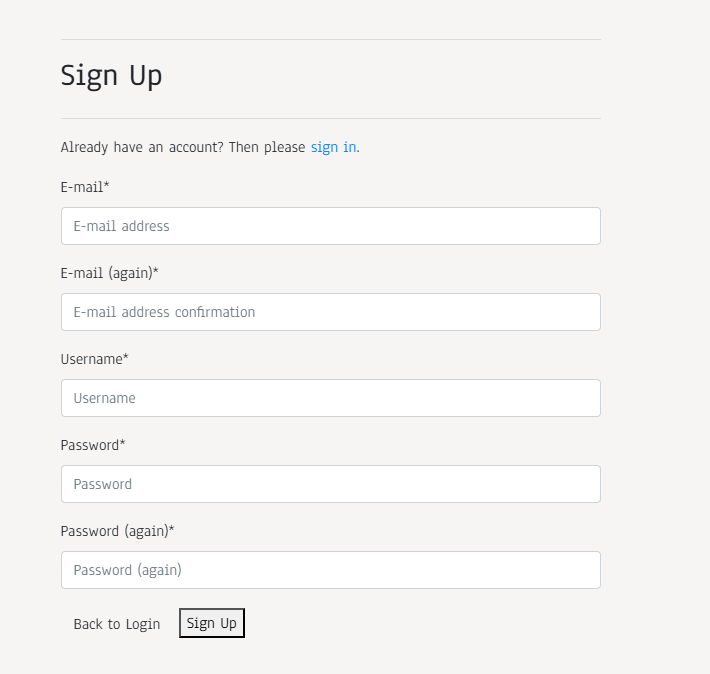 Sign Up
Already have an account? Then please sign in.
E-mail*
E-mail address
E-mail (again)*
E-mail address confirmation
Username*
Username
Password*
Password
Password (again)*
Password (again)
Back to Login Sign Up